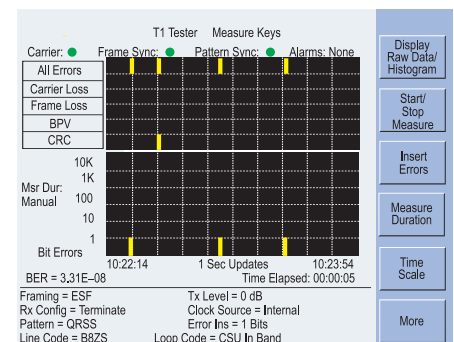 T1 Tester Measure Keys
Carrier: Frame Sync: Pattern Sync: Alarms: None
All Errors
Carrier Loss
Frame Loss
BPV
CRC
10K
1K
Msr Dur:
Manual
100
10
1
Bit Errors
10:22:14 1 Sec Updates 10:23:54
BER = 3.31E–08 Time Elapsed: 00:00:05
Framing = ESF Tx Level = 0 dB
Rx Config = Terminate Clock Source = Internal
Pattern = QRSS Error Ins = 1 Bits
Line Code = B8ZS Loop Code = CSU In Band
Display
Raw Data/
Histogram
Start/
Stop
Measure
Insert
Errors
Measure
Duration
Time
Scale
More